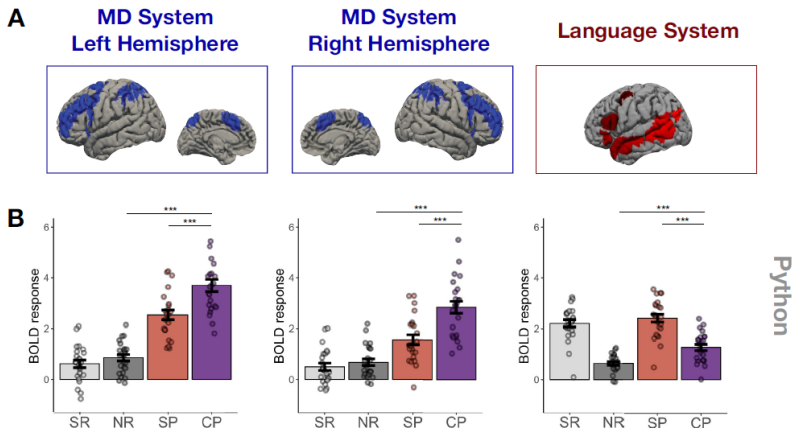 A
MD System
Left Hemisphere
MD System
Right Hemisphere
Language System
B
***
***
6
4
2
0
BOLD response
SR NR SP CP
***
***
6
4
2
0
BOLD response
SR NR SP CP
***
***
6
4
2
0
BOLD response
SR NR SP CP
Python